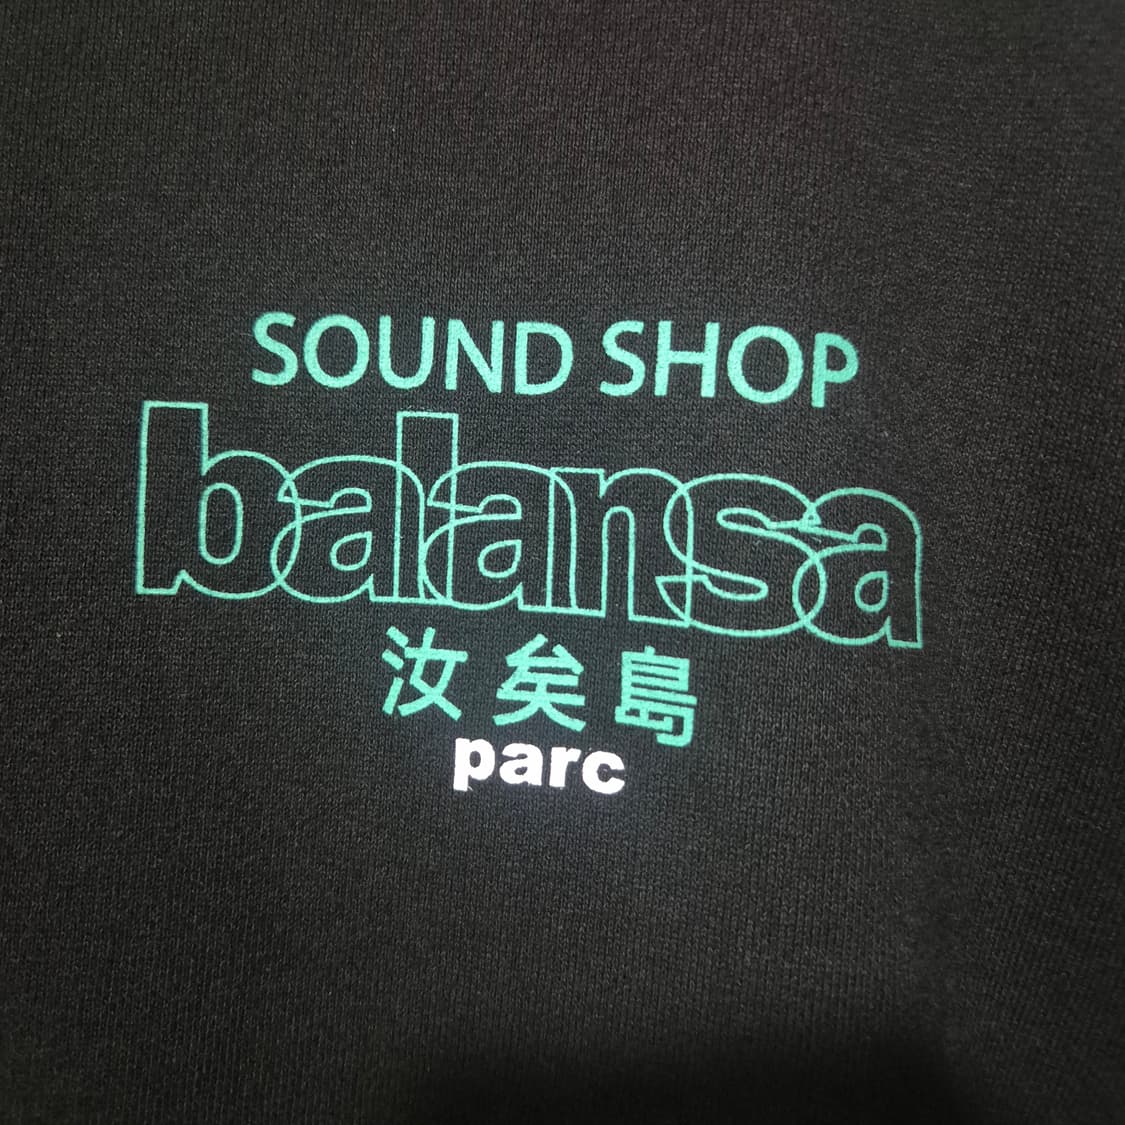 SOUND SHOP
balansa
汝矣島
parc